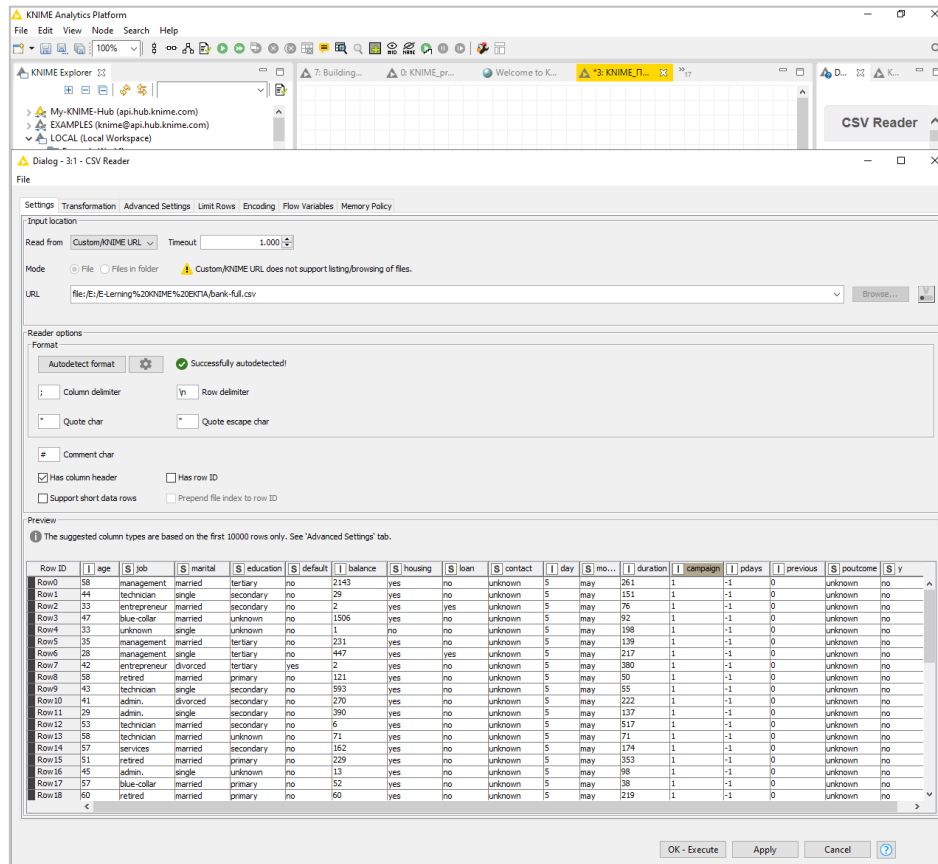 KNIME Analytics Platform
File Edit View Node Search Help
100%
KNIME Explorer
7: Building...
0: KNIME_pr...
Welcome to K...
*3: KNIME_Π...
»17
D...
K...
My-KNIME-Hub (api.hub.knime.com)
EXAMPLES (knime@api.hub.knime.com)
LOCAL (Local Workspace)
CSV Reader
Dialog - 3:1 - CSV Reader
File
Settings Transformation Advanced Settings Limit Rows Encoding Flow Variables Memory Policy
Input location
Read from Custom/KNIME URL Timeout 1.000
Mode File Files in folder Custom/KNIME URL does not support listing/browsing of files.
URL file:/E:/E-Lerning%20KNIME%20ΕΚΠΑ/bank-full.csv Browse...
Reader options
Format
Autodetect format Successfully autodetected!
; Column delimiter \n Row delimiter
" Quote char " Quote escape char
# Comment char
Has column header Has row ID
Support short data rows Prepend file index to row ID
Preview
The suggested column types are based on the first 10000 rows only. See 'Advanced Settings' tab.
Row ID I age S job S marital S education S default I balance S housing S loan S contact I day S mo... I duration I campaign I pdays I previous S poutcome S y
Row0 58 management married tertiary no 2143 yes no unknown 5 may 261 1 -1 0 unknown no
Row1 44 technician single secondary no 29 yes no unknown 5 may 151 1 -1 0 unknown no
Row2 33 entrepreneur married secondary no 2 yes yes unknown 5 may 76 1 -1 0 unknown no
Row3 47 blue-collar married unknown no 1506 yes no unknown 5 may 92 1 -1 0 unknown no
Row4 33 unknown single unknown no 1 no no unknown 5 may 198 1 -1 0 unknown no
Row5 35 management married tertiary no 231 yes no unknown 5 may 139 1 -1 0 unknown no
Row6 28 management single tertiary no 447 yes yes unknown 5 may 217 1 -1 0 unknown no
Row7 42 entrepreneur divorced tertiary yes 2 yes no unknown 5 may 380 1 -1 0 unknown no
Row8 58 retired married primary no 121 yes no unknown 5 may 50 1 -1 0 unknown no
Row9 43 technician single secondary no 593 yes no unknown 5 may 55 1 -1 0 unknown no
Row10 41 admin. divorced secondary no 270 yes no unknown 5 may 222 1 -1 0 unknown no
Row11 29 admin. single secondary no 390 yes no unknown 5 may 137 1 -1 0 unknown no
Row12 53 technician married secondary no 6 yes no unknown 5 may 517 1 -1 0 unknown no
Row13 58 technician married unknown no 71 yes no unknown 5 may 71 1 -1 0 unknown no
Row14 57 services married secondary no 162 yes no unknown 5 may 174 1 -1 0 unknown no
Row15 51 retired married primary no 229 yes no unknown 5 may 353 1 -1 0 unknown no
Row16 45 admin. single unknown no 13 yes no unknown 5 may 98 1 -1 0 unknown no
Row17 57 blue-collar married primary no 52 yes no unknown 5 may 38 1 -1 0 unknown no
Row18 60 retired married primary no 60 yes no unknown 5 may 219 1 -1 0 unknown no
OK - Execute Apply Cancel ?